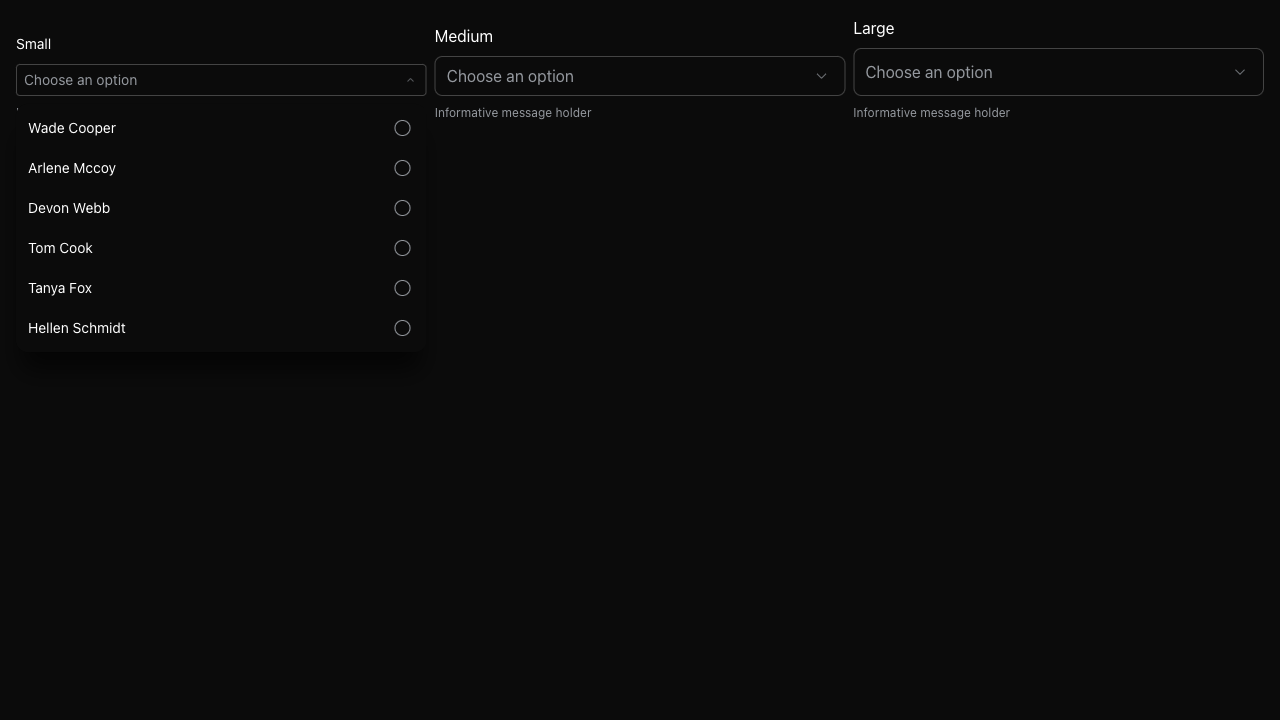 Small
Choose an option
Wade Cooper
Arlene Mccoy
Devon Webb
Tom Cook
Tanya Fox
Hellen Schmidt
Medium
Choose an option
Informative message holder
Large
Choose an option
Informative message holder